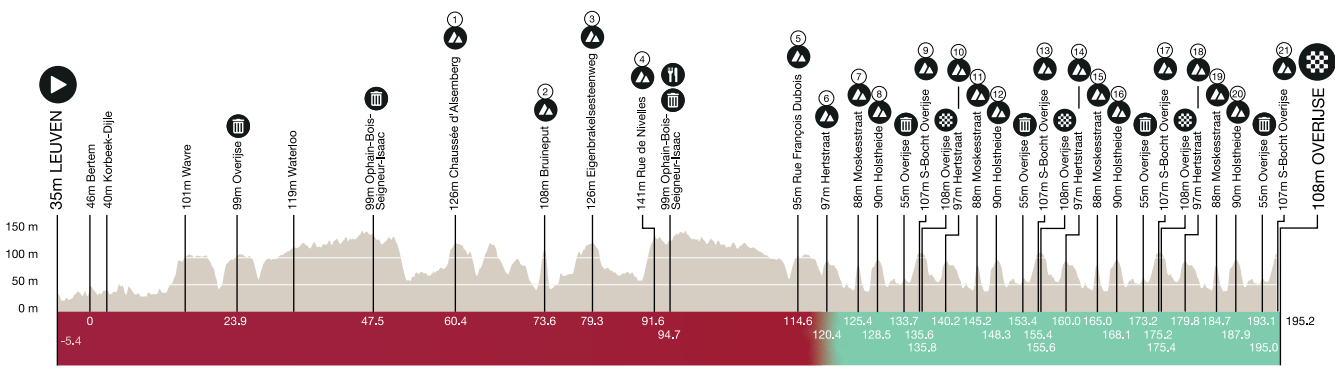 35m LEUVEN
46m Bertem
40m Korbeek-Dijle
101m Wavre
99m Overijse
119m Waterloo
99m Ophain-Bois-
Seigneur-Isaac
1
126m Chaussée d'Alsemberg
2
108m Bruineput
3
126m Eigenbrakelsesteenweg
4
141m Rue de Nivelles
99m Ophain-Bois-
Seigneur-Isaac
5
95m Rue François Dubois
6
97m Hertstraat
7
88m Moskesstraat
8
90m Holstheide
55m Overijse
9
107m S-Bocht Overijse
108m Overijse
10
97m Hertstraat
11
88m Moskesstraat
12
90m Holstheide
55m Overijse
13
107m S-Bocht Overijse
108m Overijse
14
97m Hertstraat
15
88m Moskesstraat
16
90m Holstheide
55m Overijse
17
107m S-Bocht Overijse
108m Overijse
18
97m Hertstraat
19
88m Moskesstraat
20
90m Holstheide
55m Overijse
21
107m S-Bocht Overijse
108m OVERIJSE
150 m
100 m
50 m
0 m
-5.4
0
23.9
47.5
60.4
73.6
79.3
91.6
94.7
114.6
120.4
125.4
128.5
133.7
135.6
135.8
140.2
145.2
148.3
153.4
155.4
155.6
160.0
165.0
168.1
173.2
175.2
175.4
179.8
184.7
187.9
193.1
195.0
195.2